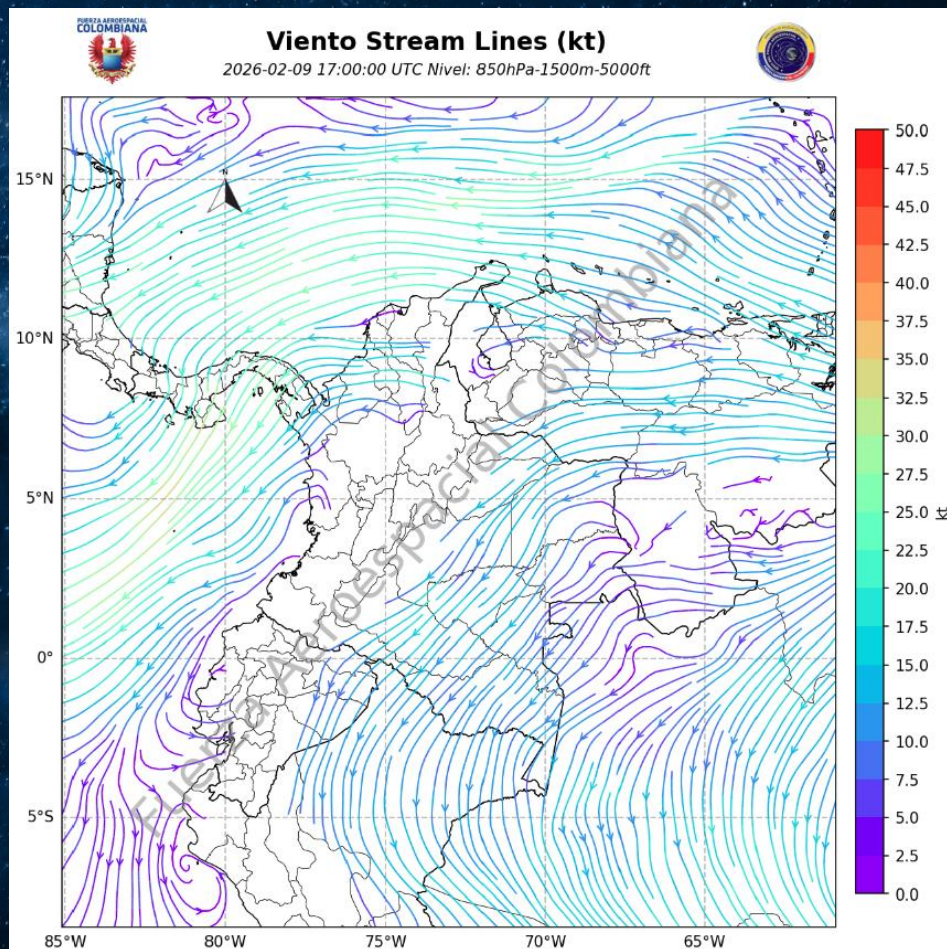 FUERZA AEROESPACIAL
COLOMBIANA
Viento Stream Lines (kt)
2026-02-09 17:00:00 UTC Nivel: 850hPa-1500m-5000ft
N
15°N
10°N
5°N
0°
5°S
85°W
80°W
75°W
70°W
65°W
50.0
47.5
45.0
42.5
40.0
37.5
35.0
32.5
30.0
27.5
25.0
22.5
20.0
17.5
15.0
12.5
10.0
7.5
5.0
2.5
0.0
kt
Fuerza Aeroespacial Colombiana